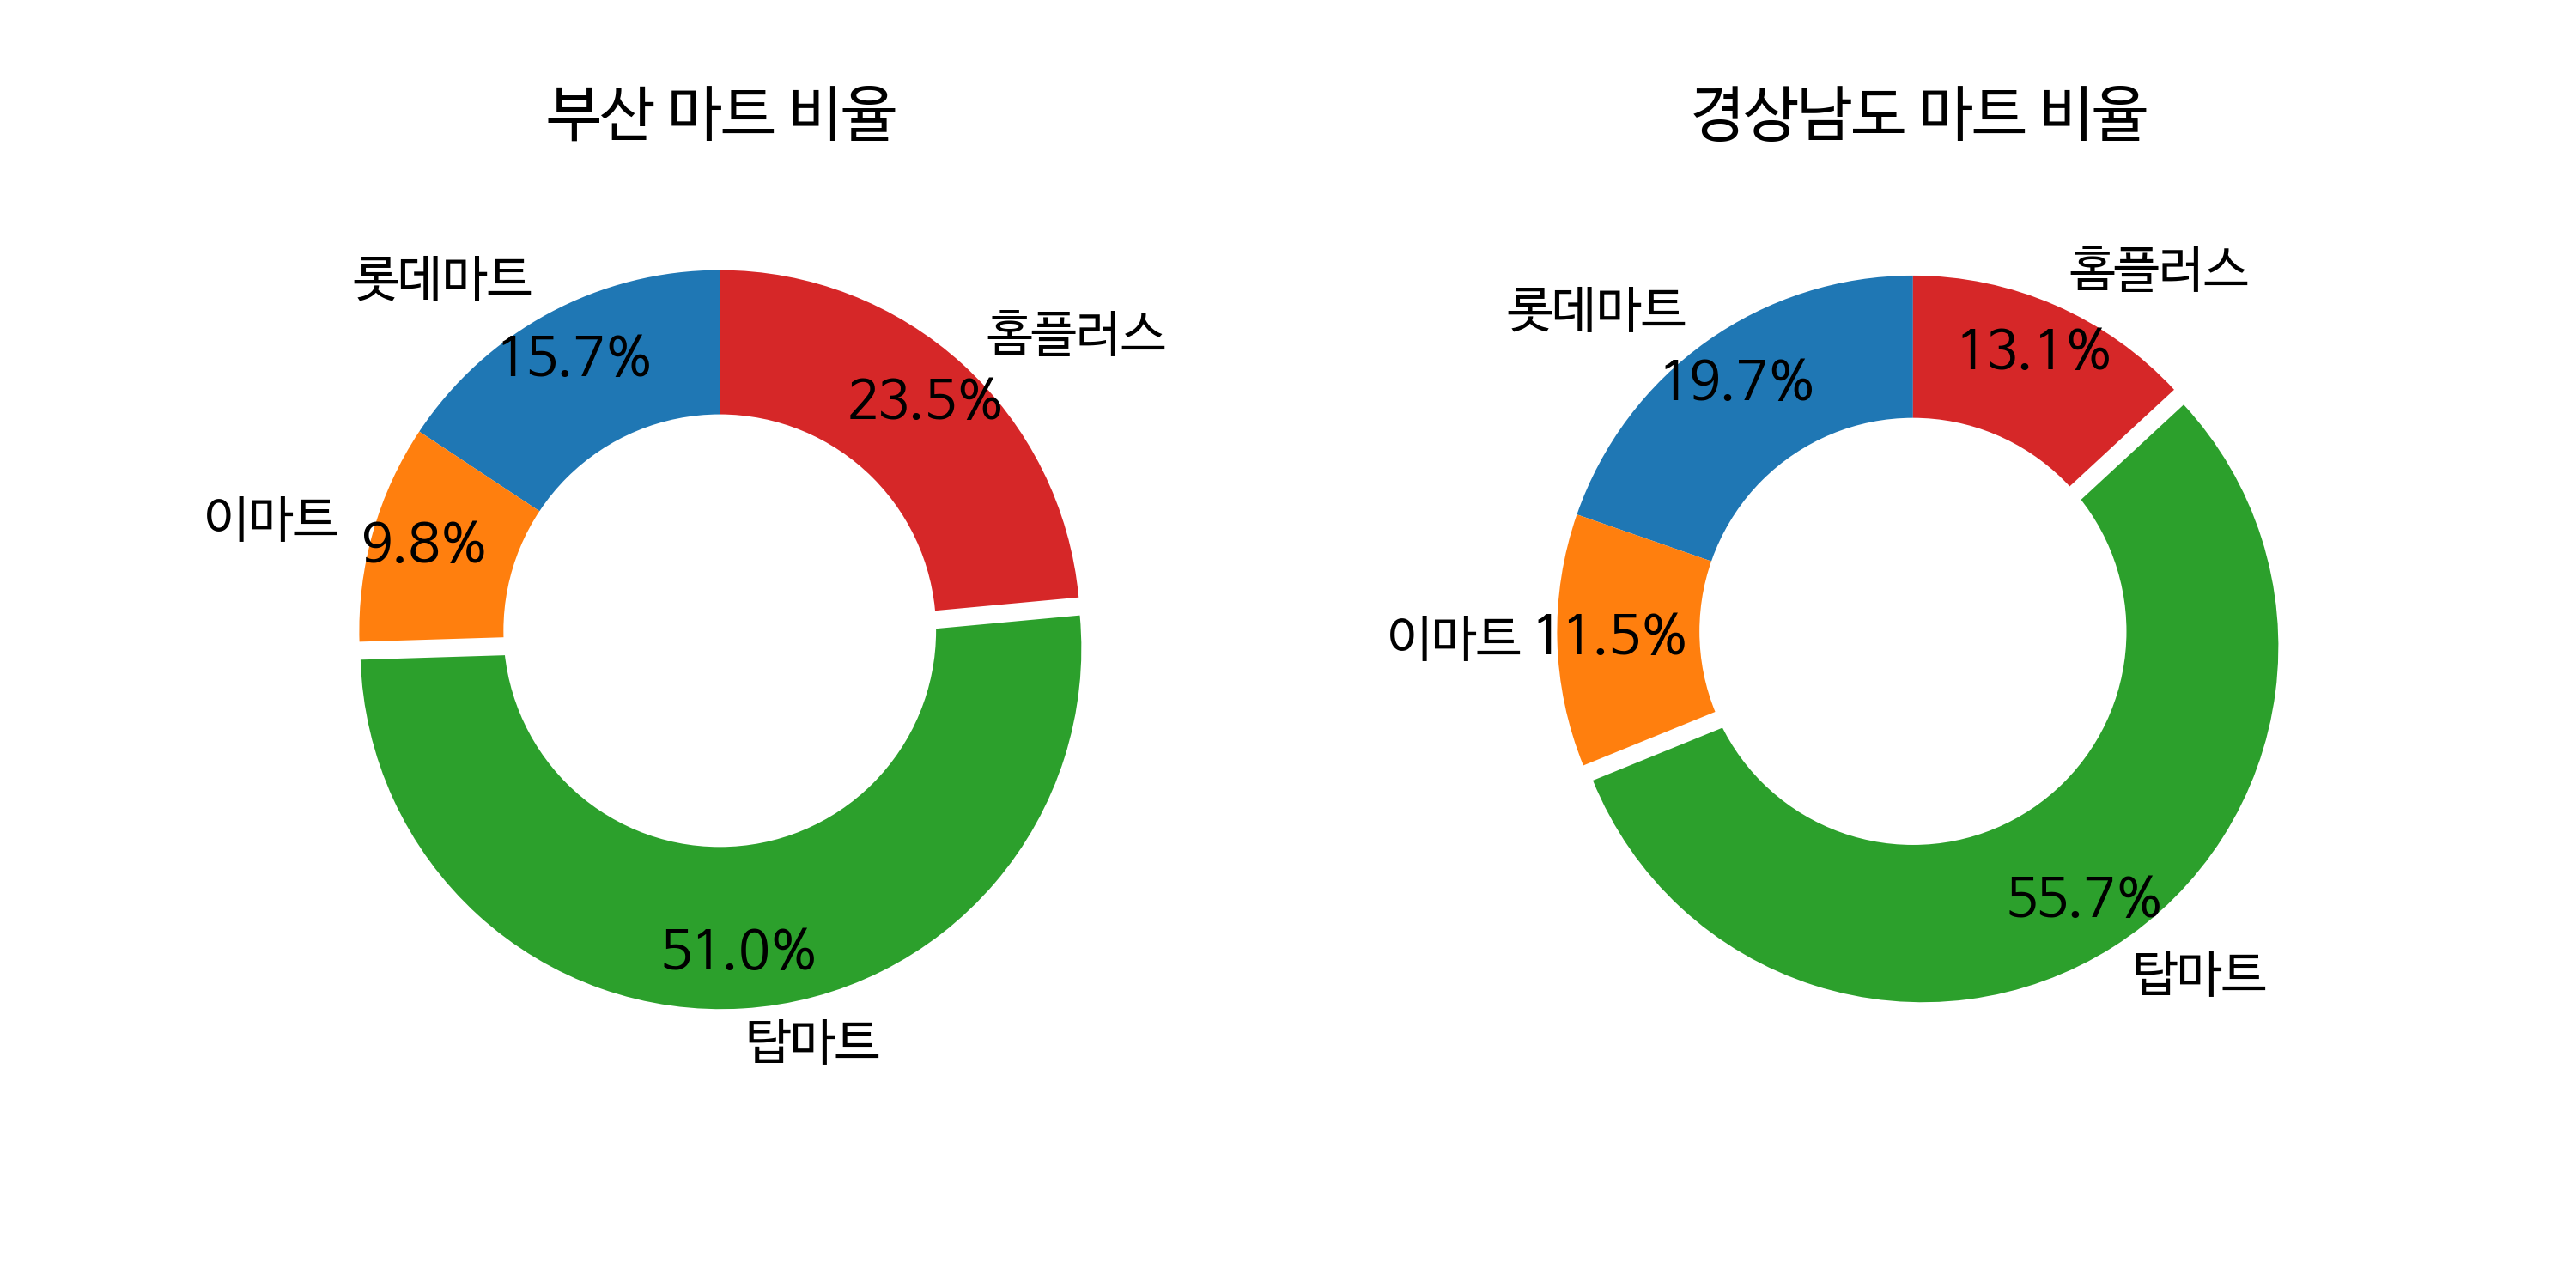 부산 마트 비율
롯데마트
15.7%
홈플러스
23.5%
이마트
9.8%
51.0%
탑마트
경상남도 마트 비율
홈플러스
13.1%
롯데마트
19.7%
이마트
11.5%
55.7%
탑마트